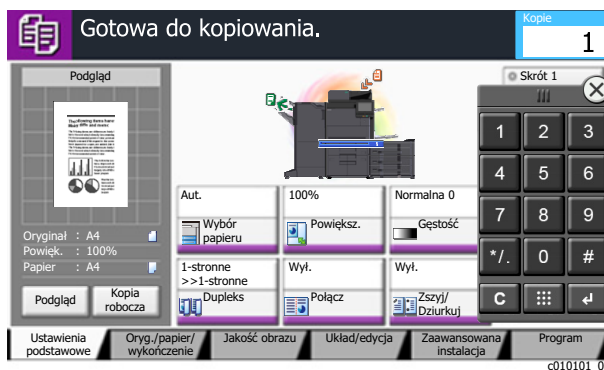 Gotowa do kopiowania.
Kopie
1
Podgląd
Skrót 1
Oryginał : A4
Powięk. : 100%
Papier : A4
Podgląd
Kopia
robocza
1
Aut.
Wybór
papieru
100%
Powiększ.
Normalna 0
Gęstość
1-stronne
>>1-stronne
Dupleks
Wył.
Połącz
Wył.
Zszyj/
Dziurkuj
1 2 3
4 5 6
7 8 9
*/. 0 #
C
Ustawienia
podstawowe
Oryg./papier/
wykończenie
Jakość obrazu
Układ/edycja
Zaawansowana
instalacja
Program
c010101_0